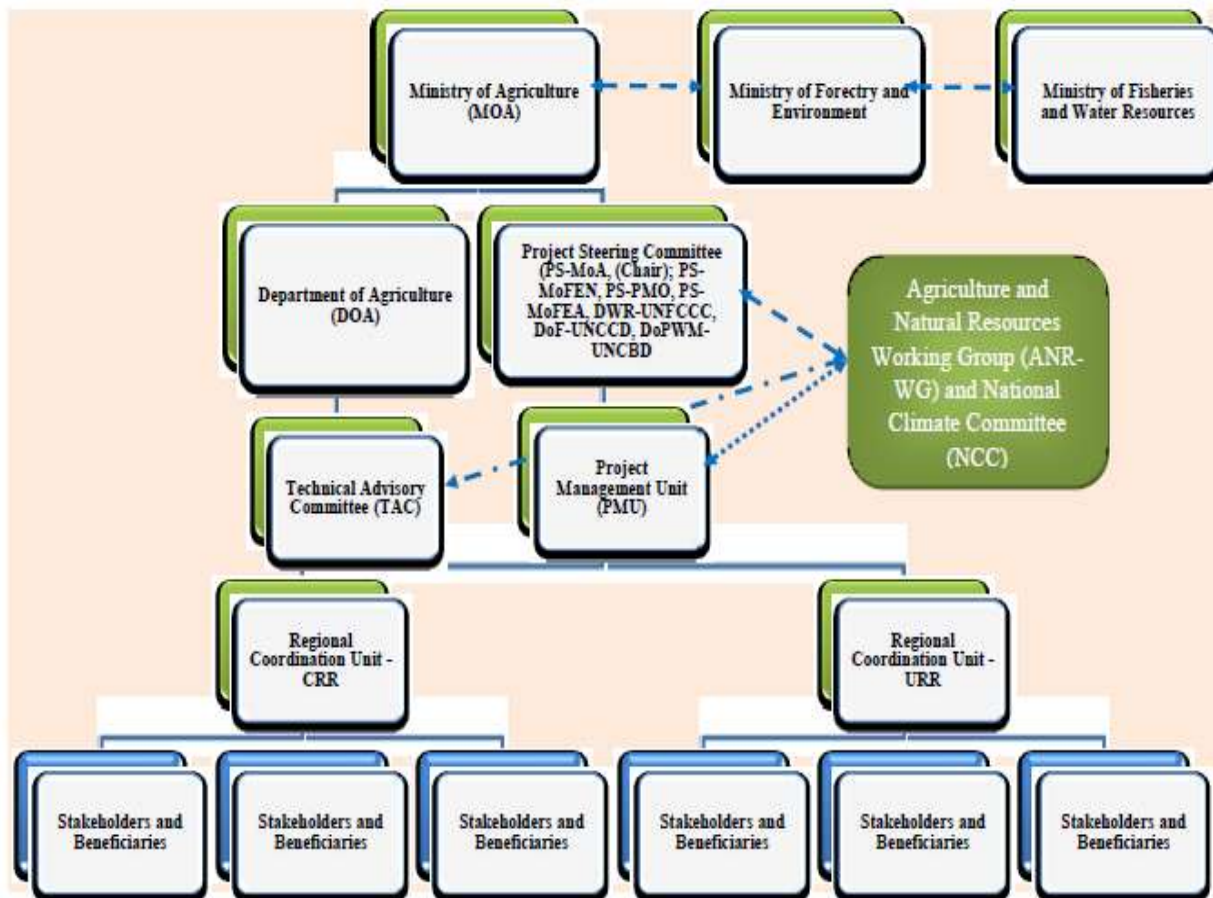 Ministry of Agriculture
(MOA)
Ministry of Forectry and
Environment
Ministry of Fisheries
and Water Resources
Department of Agriculture
(DOA)
Project Steering Committee
(PS-MoA, (Chair); PS-
MoFEN, PS-PMO, PS-
MoFEA, DWR-UNFCCC,
DoF-UNCCD, DoPWM-
UNCBD
Agriculture and
Natural Resources
Working Group (ANR-
WG) and National
Climate Committee
(NCC)
Technical Advisory
Committee (TAC)
Project
Management Unit
(PMU)
Regional
Coordination Unit -
CRR
Regional
Coordination Unit -
URR
Stakeholders and
Beneficiaries
Stakeholders and
Beneficiaries
Stakeholders and
Beneficiaries
Stakeholders and
Beneficiaries
Stakeholders and
Beneficiaries
Stakeholders and
Beneficiaries